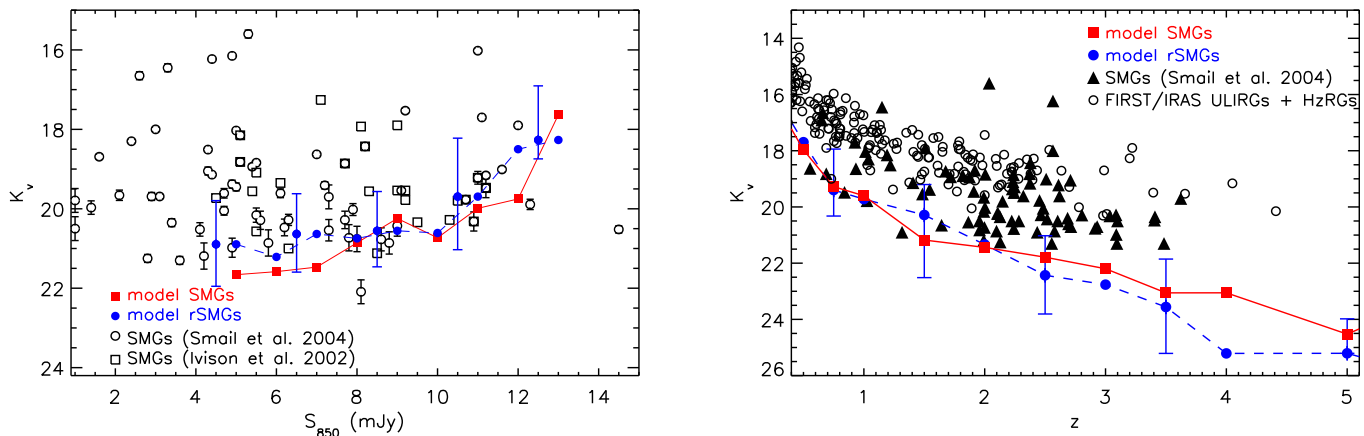 16
18
20
22
24
K_v
model SMGs
model rSMGs
SMGs (Smail et al. 2004)
SMGs (Ivison et al. 2002)
2
4
6
8
10
12
14
S_850 (mJy)
14
16
18
20
22
24
26
K_v
model SMGs
model rSMGs
SMGs (Smail et al. 2004)
FIRST/IRAS ULIRGs + HzRGs
1
2
3
4
5
z